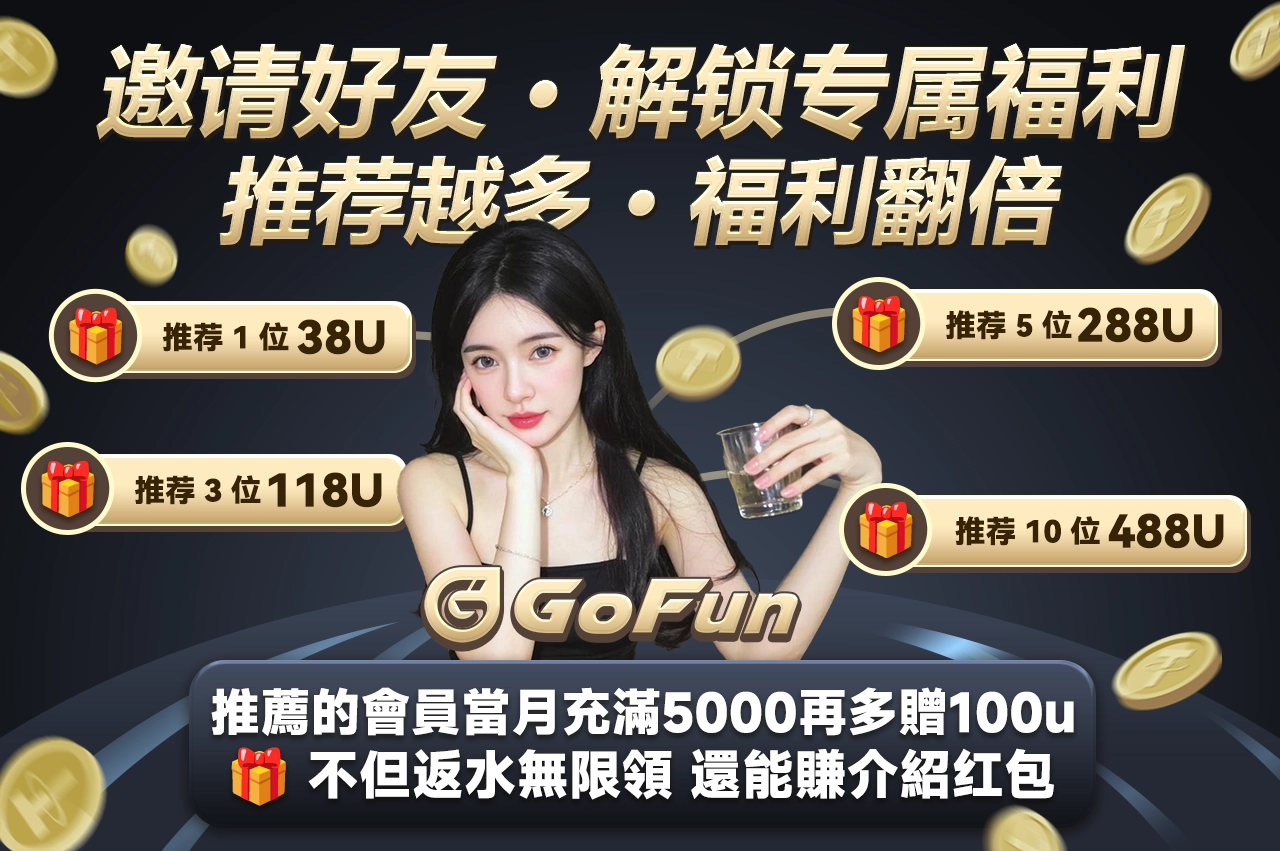 邀请好友·解锁专属福利
推荐越多·福利翻倍
推荐 1 位 38U
推荐 5 位 288U
推荐 3 位 118U
推荐 10 位 488U
GoFun
推薦的會員當月充滿5000再多贈100u
不但返水無限領 還能賺介紹红包